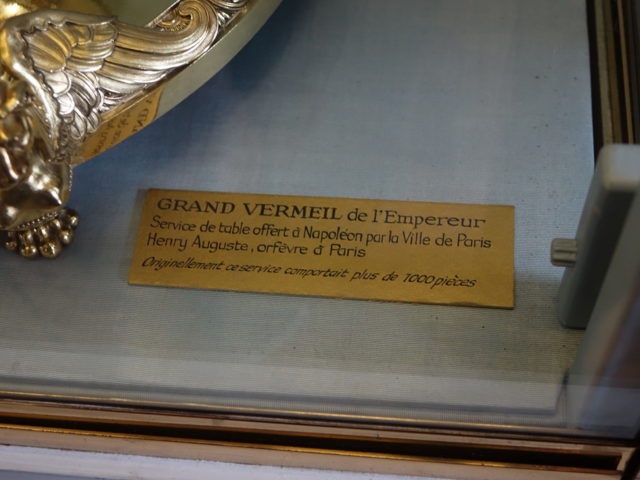 GRAND VERMEIL de l'Empereur
Service de table offert à Napoléon par la Ville de Paris
Henry Auguste, orfèvre à Paris
Originellement ce service comportait plus de 1000 pièces